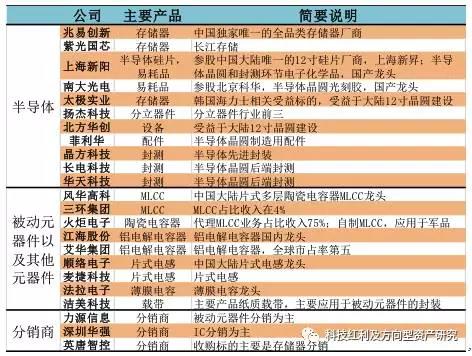 公司 主要产品 简要说明
半导体
兆易创新 存储器 中国独家唯一的全品类存储器厂商
紫光国芯 存储器 长江存储
上海新阳 半导体硅片，易耗品 参股中国大陆唯一的12寸硅片厂商，上海新昇；半导体晶圆和封测环节电子化学品，国产龙头
南大光电 易耗品 参股北京科华，半导体晶圆光刻胶，国产龙头
太极实业 存储器 韩国海力士相关受益标的，受益于大陆12寸晶圆建设
扬杰科技 分立器件 分立器件行业前三
北方华创 设备 受益于大陆12寸晶圆建设
菲利华 配件 半导体晶圆制造用配件
晶方科技 封测 半导体先进封装
长电科技 封测 半导体晶圆后端封测
华天科技 封测 半导体晶圆后端封测
被动元器件以及其他元器件
风华高科 MLCC 中国大陆片式多层陶瓷电容器MLCC龙头
三环集团 MLCC MLCC占比收入在4%
火炬电子 陶瓷电容器 代理MLCC业务占比收入75%；自制MLCC，应用于军品
江海股份 铝电解电容器 铝电解电容器国内龙头
艾华集团 铝电解电容器 铝电解电容器，全球市占率第五
顺络电子 片式电感 中国大陆片式电感龙头
麦捷科技 片式电感 片式电感
法拉电子 薄膜电容 薄膜电容龙头
洁美科技 载带 主要产品纸质载带，主要应用于被动元器件的封装
分销商
力源信息 分销商 被动元器件分销为主
深圳华强 分销商 IC分销为主
英唐智控 分销商 收购标的主要是存储器分销
科技红利及方向型资产研究